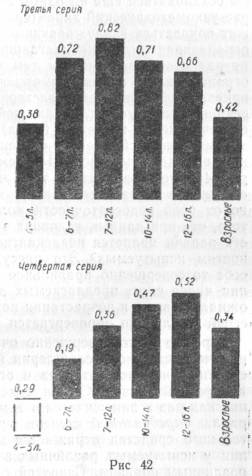 Третья серия
0,82
0,72
0,71
0,66
0,42
0,38
4–5л.
6–7л.
7–12л.
10–14л.
12–16л.
Взрослые
Четвертая серия
0,52
0,47
0,36
0,34
0,29
0,19
4–5л.
6–7л.
7–12л.
10–14л.
12–16л.
Взрослые
Рис 42